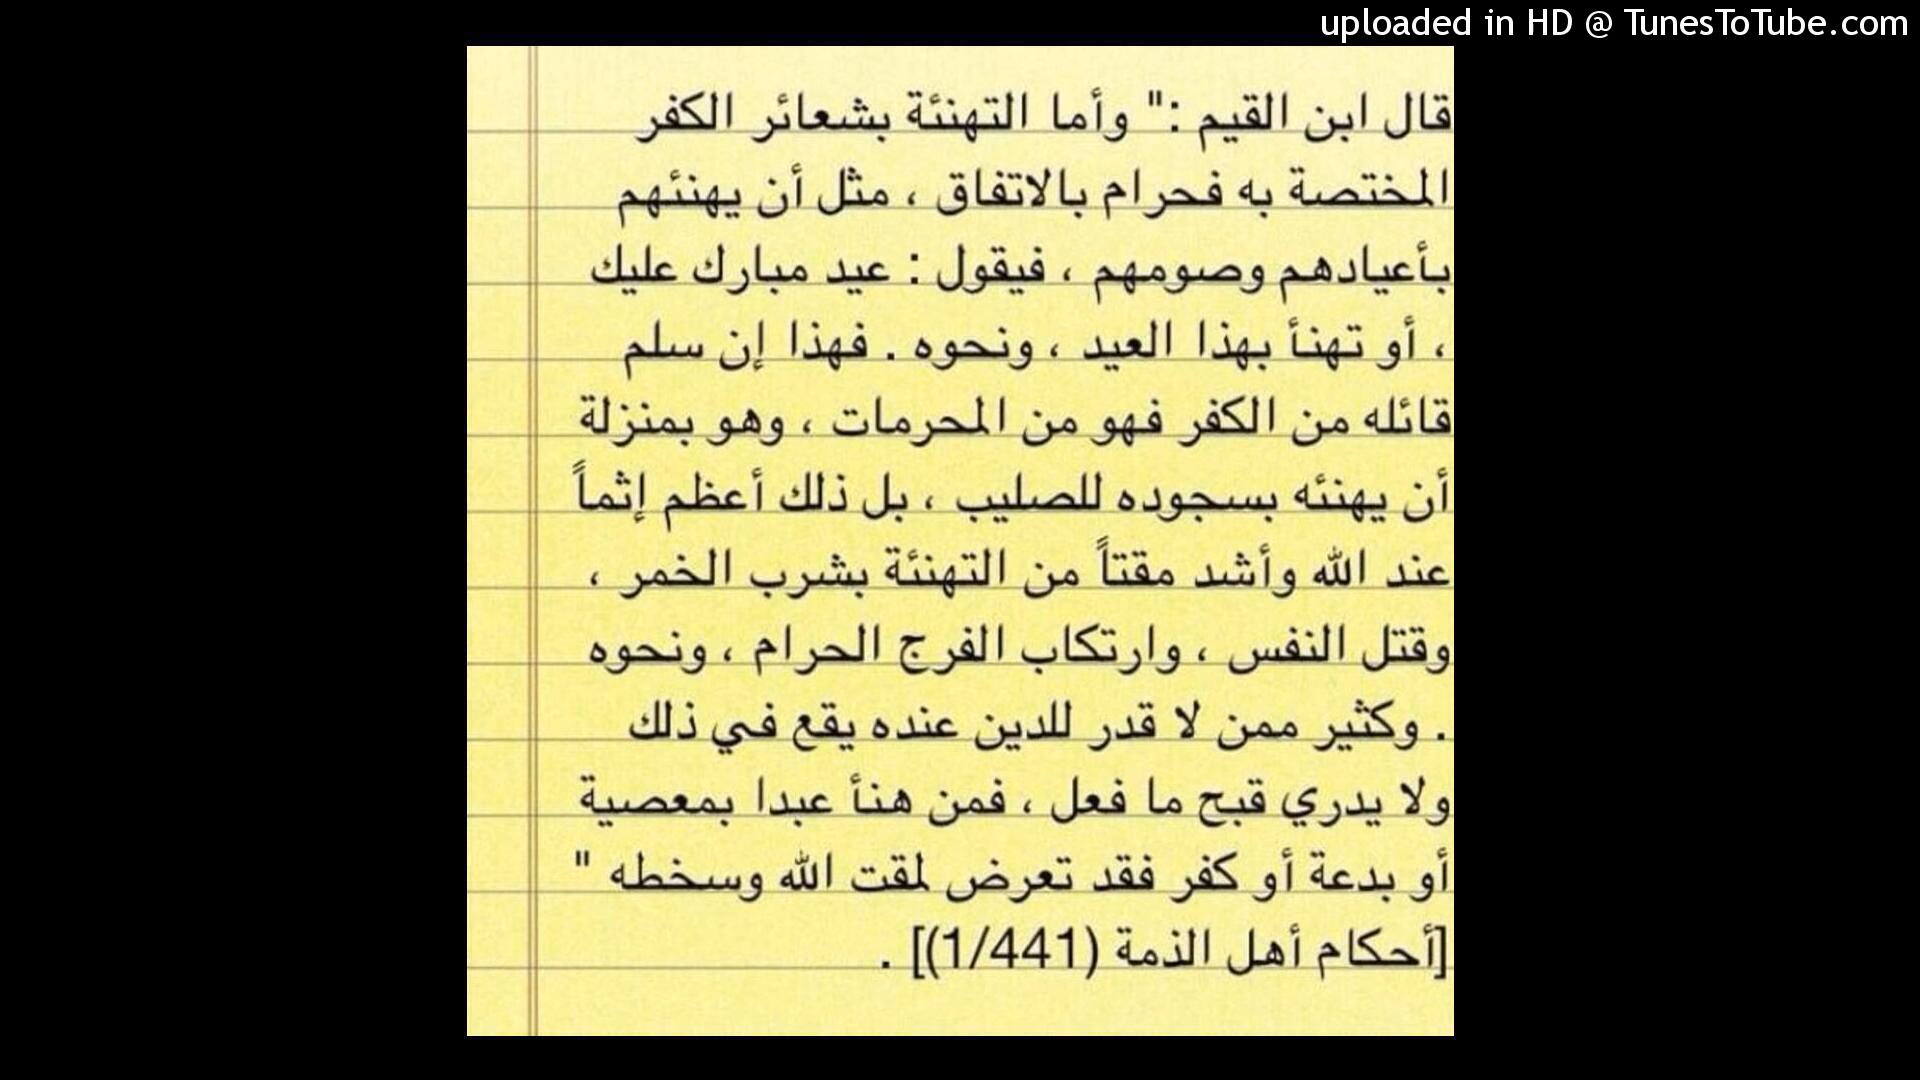 uploaded in HD @ TunesToTube.com
قال ابن القيم :" وأما التهنئة بشعائر الكفر
المختصة به فحرام بالاتفاق ، مثل أن يهنئهم
بأعيادهم وصومهم ، فيقول : عيد مبارك عليك
، أو تهنأ بهذا العيد ، ونحوه . فهذا إن سلم
قائله من الكفر فهو من المحرمات ، وهو بمنزلة
أن يهنئه بسجوده للصليب ، بل ذلك أعظم إثماً
عند الله وأشد مقتاً من التهنئة بشرب الخمر ،
وقتل النفس ، وارتكاب الفرج الحرام ، ونحوه
. وكثير ممن لا قدر للدين عنده يقع في ذلك
ولا يدري قبح ما فعل ، فمن هنأ عبدا بمعصية
أو بدعة أو كفر فقد تعرض لمقت الله وسخطه "
[أحكام أهل الذمة (1/441)] .